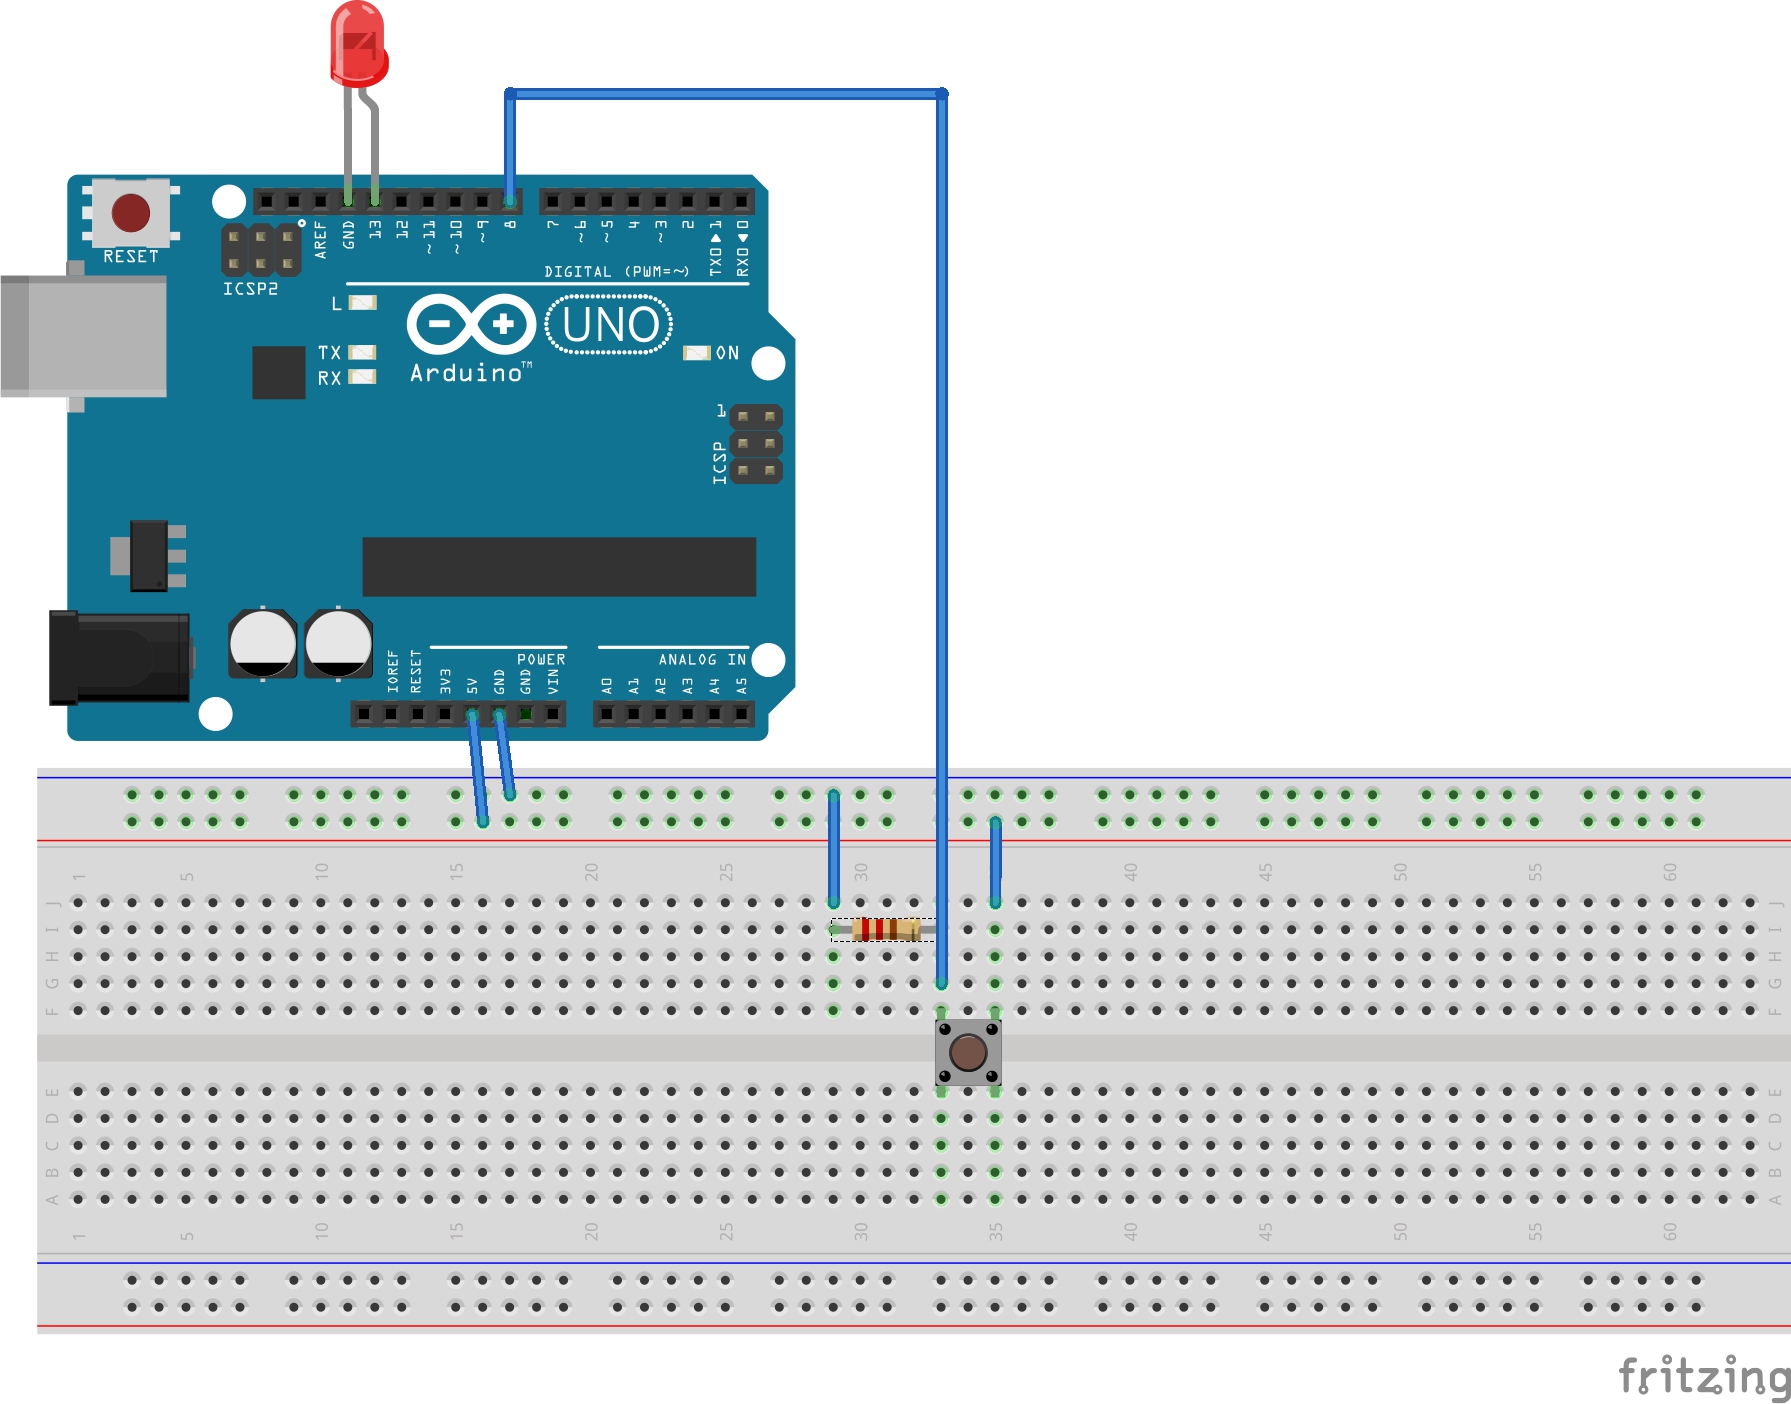 RESET
ICSP2
AREF
GND
13
12
~11
~10
~9
8
7
~6
~5
4
~3
2
TX0▶1
RX0◀0
DIGITAL (PWM=~)
L
TX
RX
Arduino™
UNO
ON
1
ICSP
POWER
ANALOG IN
IOREF
RESET
3V3
5V
GND
GND
VIN
A0
A1
A2
A3
A4
A5
1 5 10 15 20 25 30 40 45 50 55 60
J J
I I
H H
G G
F F
E E
D D
C C
B B
A A
1 5 10 15 20 25 30 35 40 45 50 55 60
fritzing